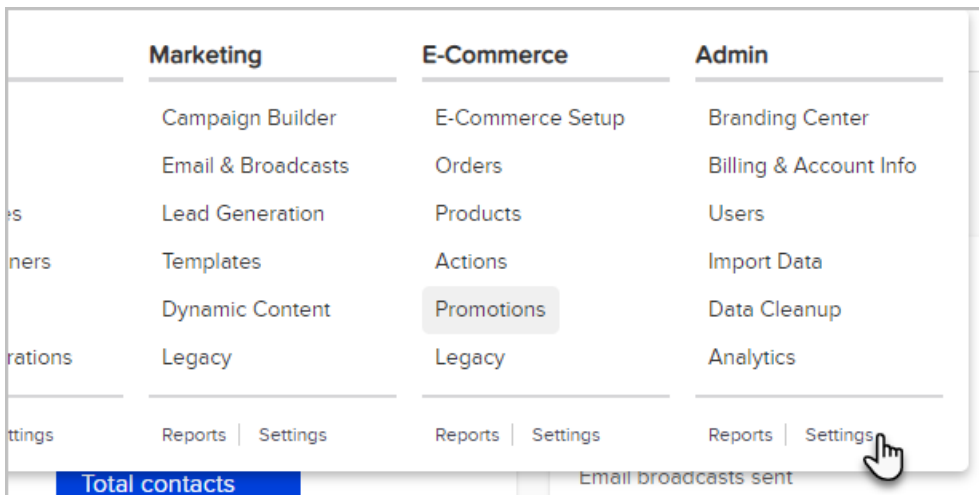 Marketing
Campaign Builder
Email & Broadcasts
Lead Generation
Templates
Dynamic Content
Legacy
Reports | Settings
E-Commerce
E-Commerce Setup
Orders
Products
Actions
Promotions
Legacy
Reports | Settings
Admin
Branding Center
Billing & Account Info
Users
Import Data
Data Cleanup
Analytics
Reports | Settings
Total contacts
Email broadcasts sent